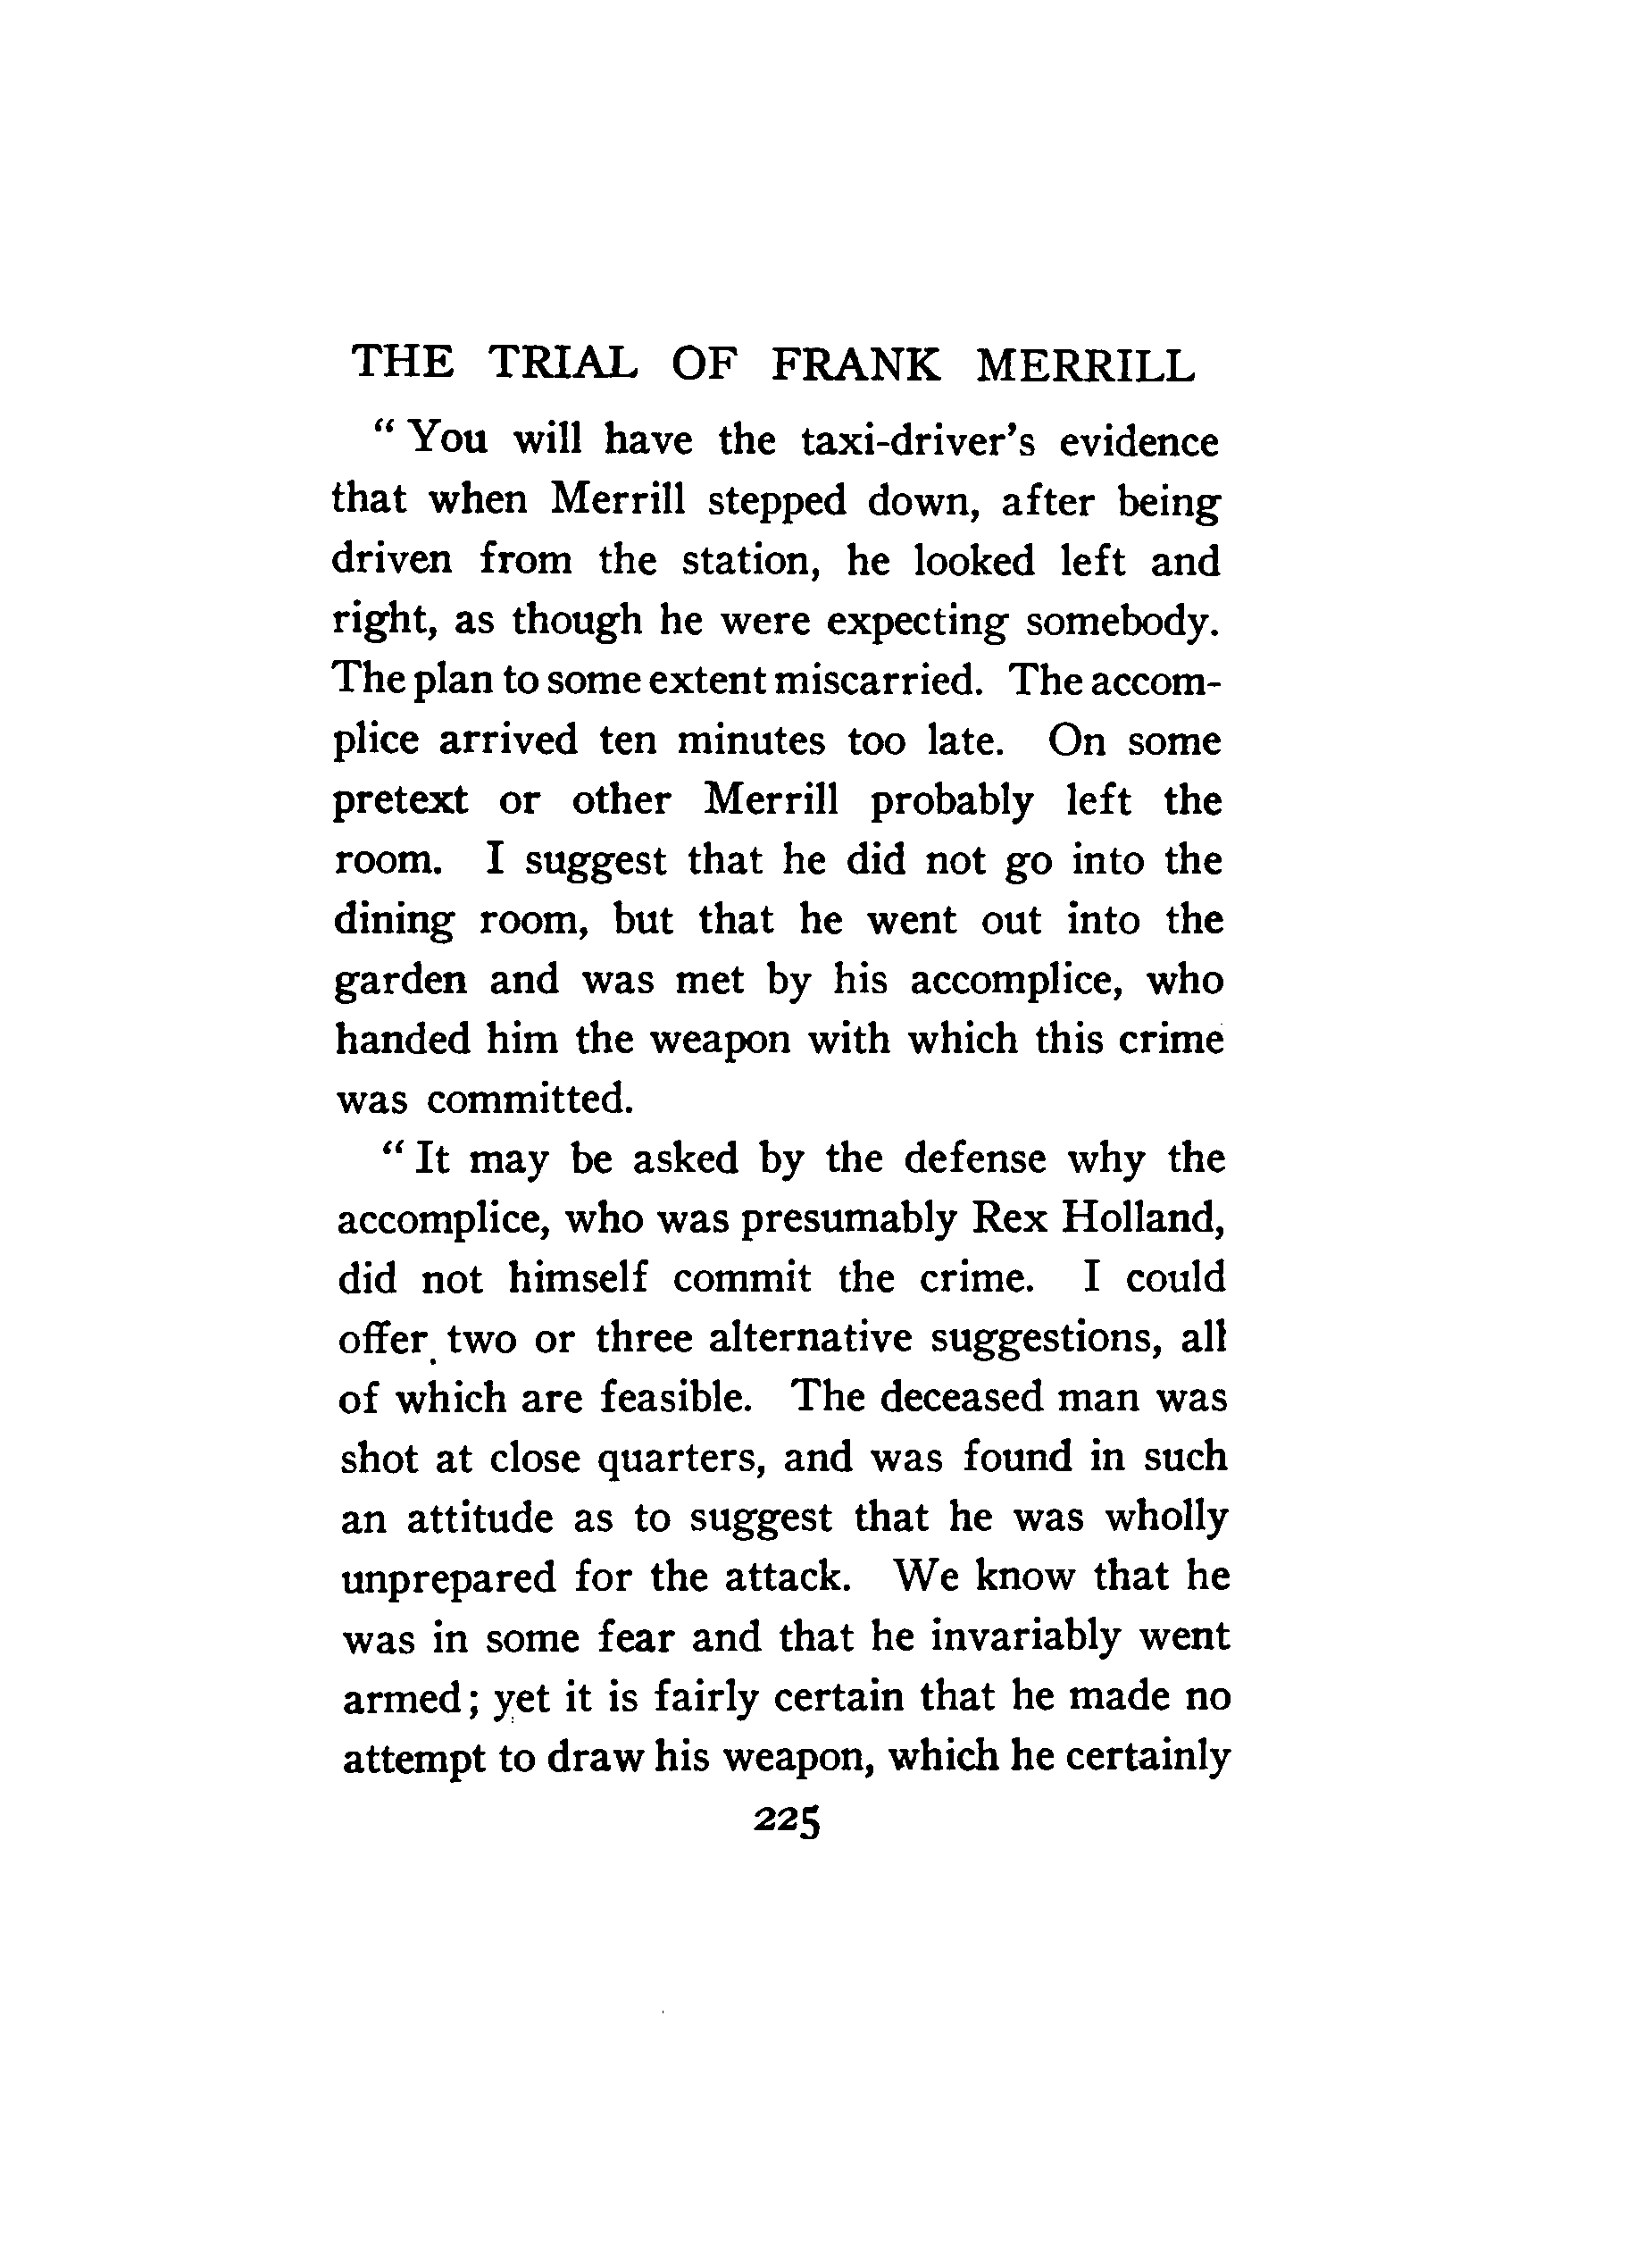 THE TRIAL OF FRANK MERRILL
“ You will have the taxi-driver’s evidence
that when Merrill stepped down, after being
driven from the station, he looked left and
right, as though he were expecting somebody.
The plan to some extent miscarried. The accom-
plice arrived ten minutes too late. On some
pretext or other Merrill probably left the
room. I suggest that he did not go into the
dining room, but that he went out into the
garden and was met by his accomplice, who
handed him the weapon with which this crime
was committed.
“ It may be asked by the defense why the
accomplice, who was presumably Rex Holland,
did not himself commit the crime. I could
offer two or three alternative suggestions, all
of which are feasible. The deceased man was
shot at close quarters, and was found in such
an attitude as to suggest that he was wholly
unprepared for the attack. We know that he
was in some fear and that he invariably went
armed; yet it is fairly certain that he made no
attempt to draw his weapon, which he certainly
225